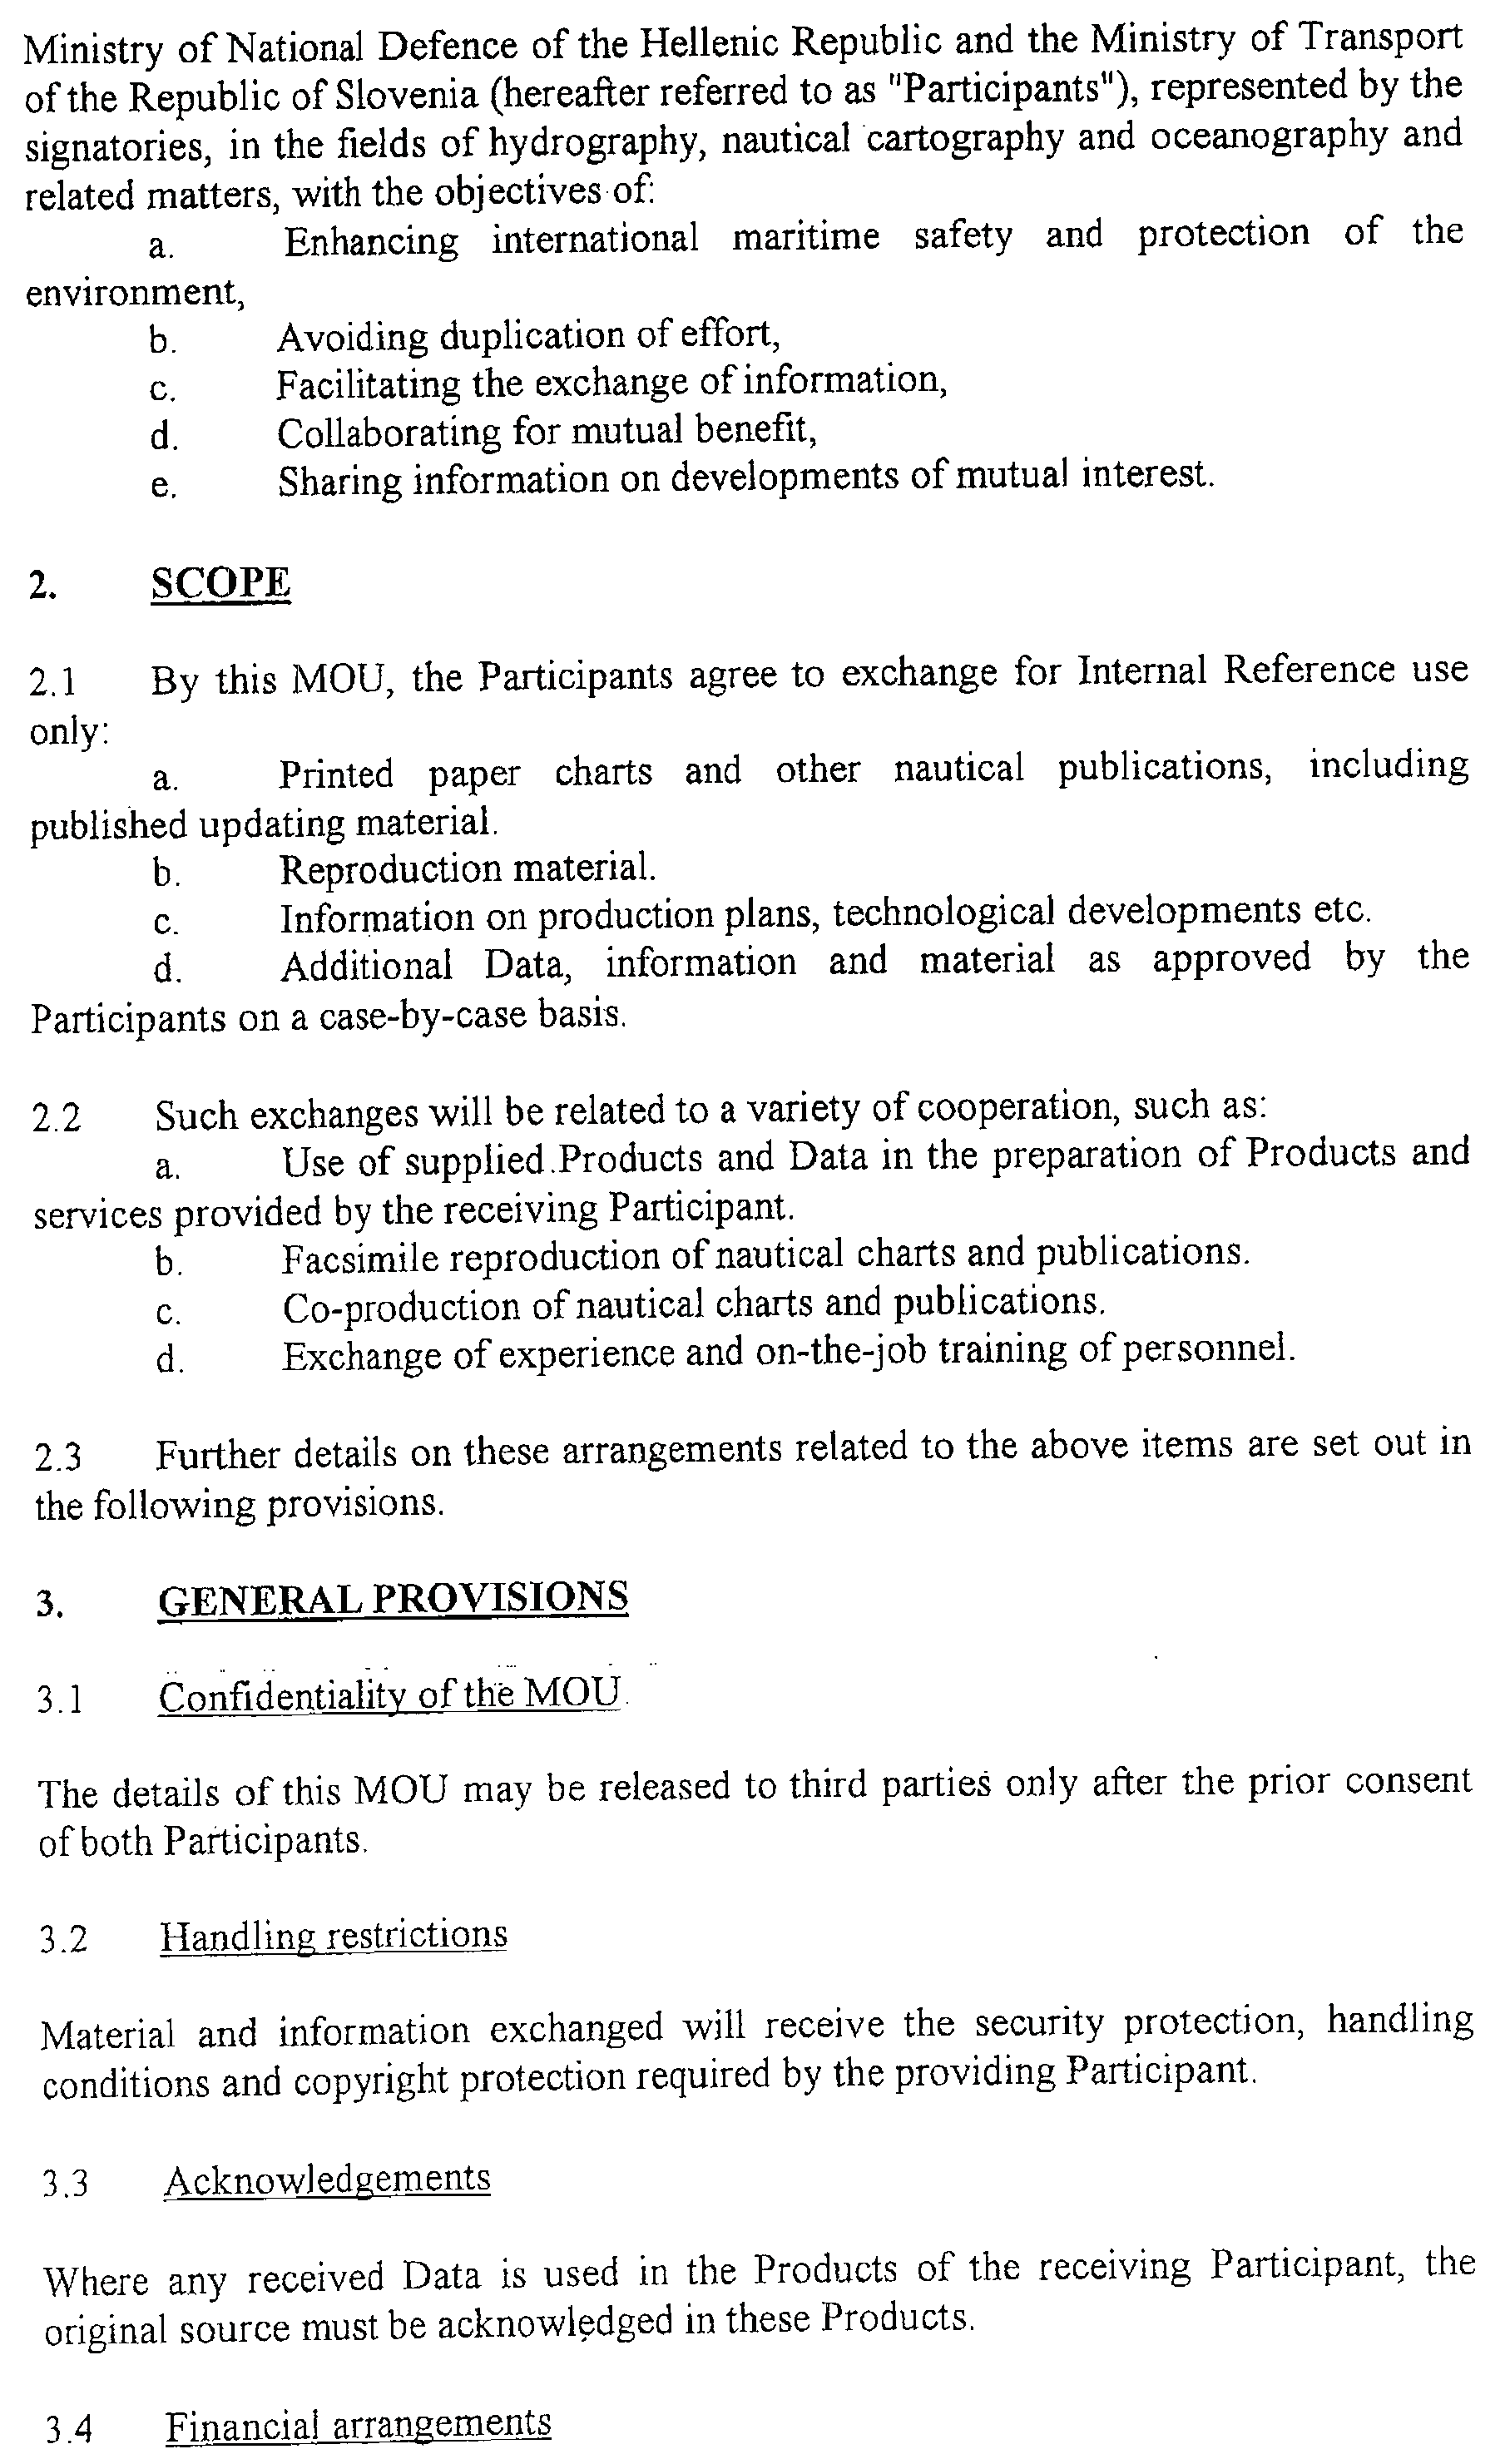 Ministry of National Defence of the Hellenic Republic and the Ministry of Transport
of the Republic of Slovenia (hereafter referred to as "Participants"), represented by the
signatories, in the fields of hydrography, nautical cartography and oceanography and
related matters, with the objectives of:
a. Enhancing international maritime safety and protection of the
environment,
b. Avoiding duplication of effort,
c. Facilitating the exchange of information,
d. Collaborating for mutual benefit,
e. Sharing information on developments of mutual interest.
2. SCOPE
2.1 By this MOU, the Participants agree to exchange for Internal Reference use
only:
a. Printed paper charts and other nautical publications, including
published updating material.
b. Reproduction material.
c. Information on production plans, technological developments etc.
d. Additional Data, information and material as approved by the
Participants on a case-by-case basis.
2.2 Such exchanges will be related to a variety of cooperation, such as:
a. Use of supplied Products and Data in the preparation of Products and
services provided by the receiving Participant.
b. Facsimile reproduction of nautical charts and publications.
c. Co-production of nautical charts and publications.
d. Exchange of experience and on-the-job training of personnel.
2.3 Further details on these arrangements related to the above items are set out in
the following provisions.
3. GENERAL PROVISIONS
3.1 Confidentiality of the MOU
The details of this MOU may be released to third parties only after the prior consent
of both Participants.
3.2 Handling restrictions
Material and information exchanged will receive the security protection, handling
conditions and copyright protection required by the providing Participant.
3.3 Acknowledgements
Where any received Data is used in the Products of the receiving Participant, the
original source must be acknowledged in these Products.
3.4 Financial arrangements